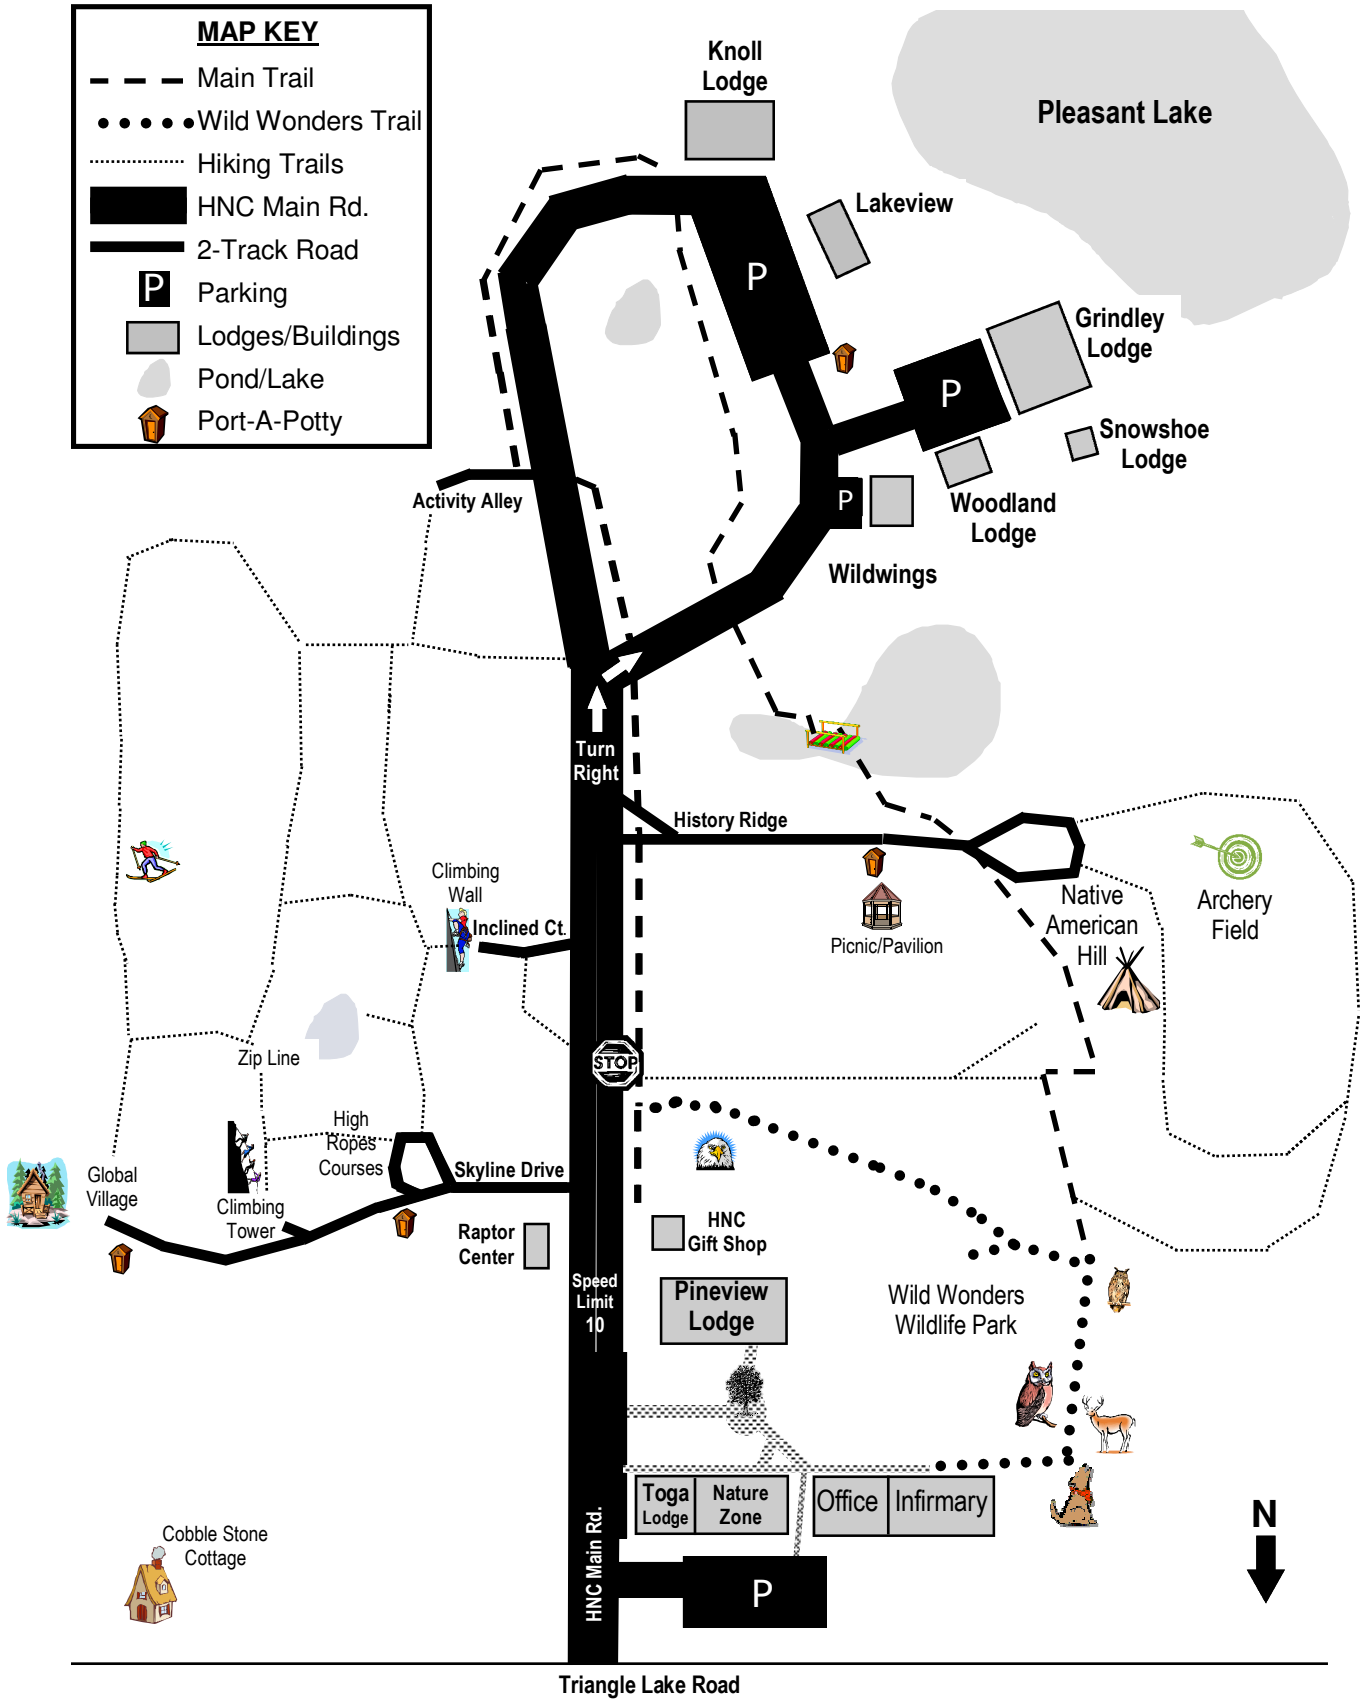 MAP KEY
Main Trail
Wild Wonders Trail
Hiking Trails
HNC Main Rd.
2-Track Road
P
Parking
Lodges/Buildings
Pond/Lake
Port-A-Potty
Knoll
Lodge
Pleasant Lake
Lakeview
P
Grindley
Lodge
P
Snowshoe
Lodge
Activity Alley
P
Woodland
Lodge
Wildwings
Turn
Right
History Ridge
Climbing
Wall
Inclined Ct.
Picnic/Pavilion
Native
American
Hill
Archery
Field
STOP
Zip Line
High
Ropes
Courses
Skyline Drive
Global
Village
Climbing
Tower
Raptor
Center
HNC
Gift Shop
Speed
Limit
10
Pineview
Lodge
Wild Wonders
Wildlife Park
Toga
Lodge
Nature
Zone
Office
Infirmary
HNC Main Rd.
P
N
Cobble Stone
Cottage
Triangle Lake Road